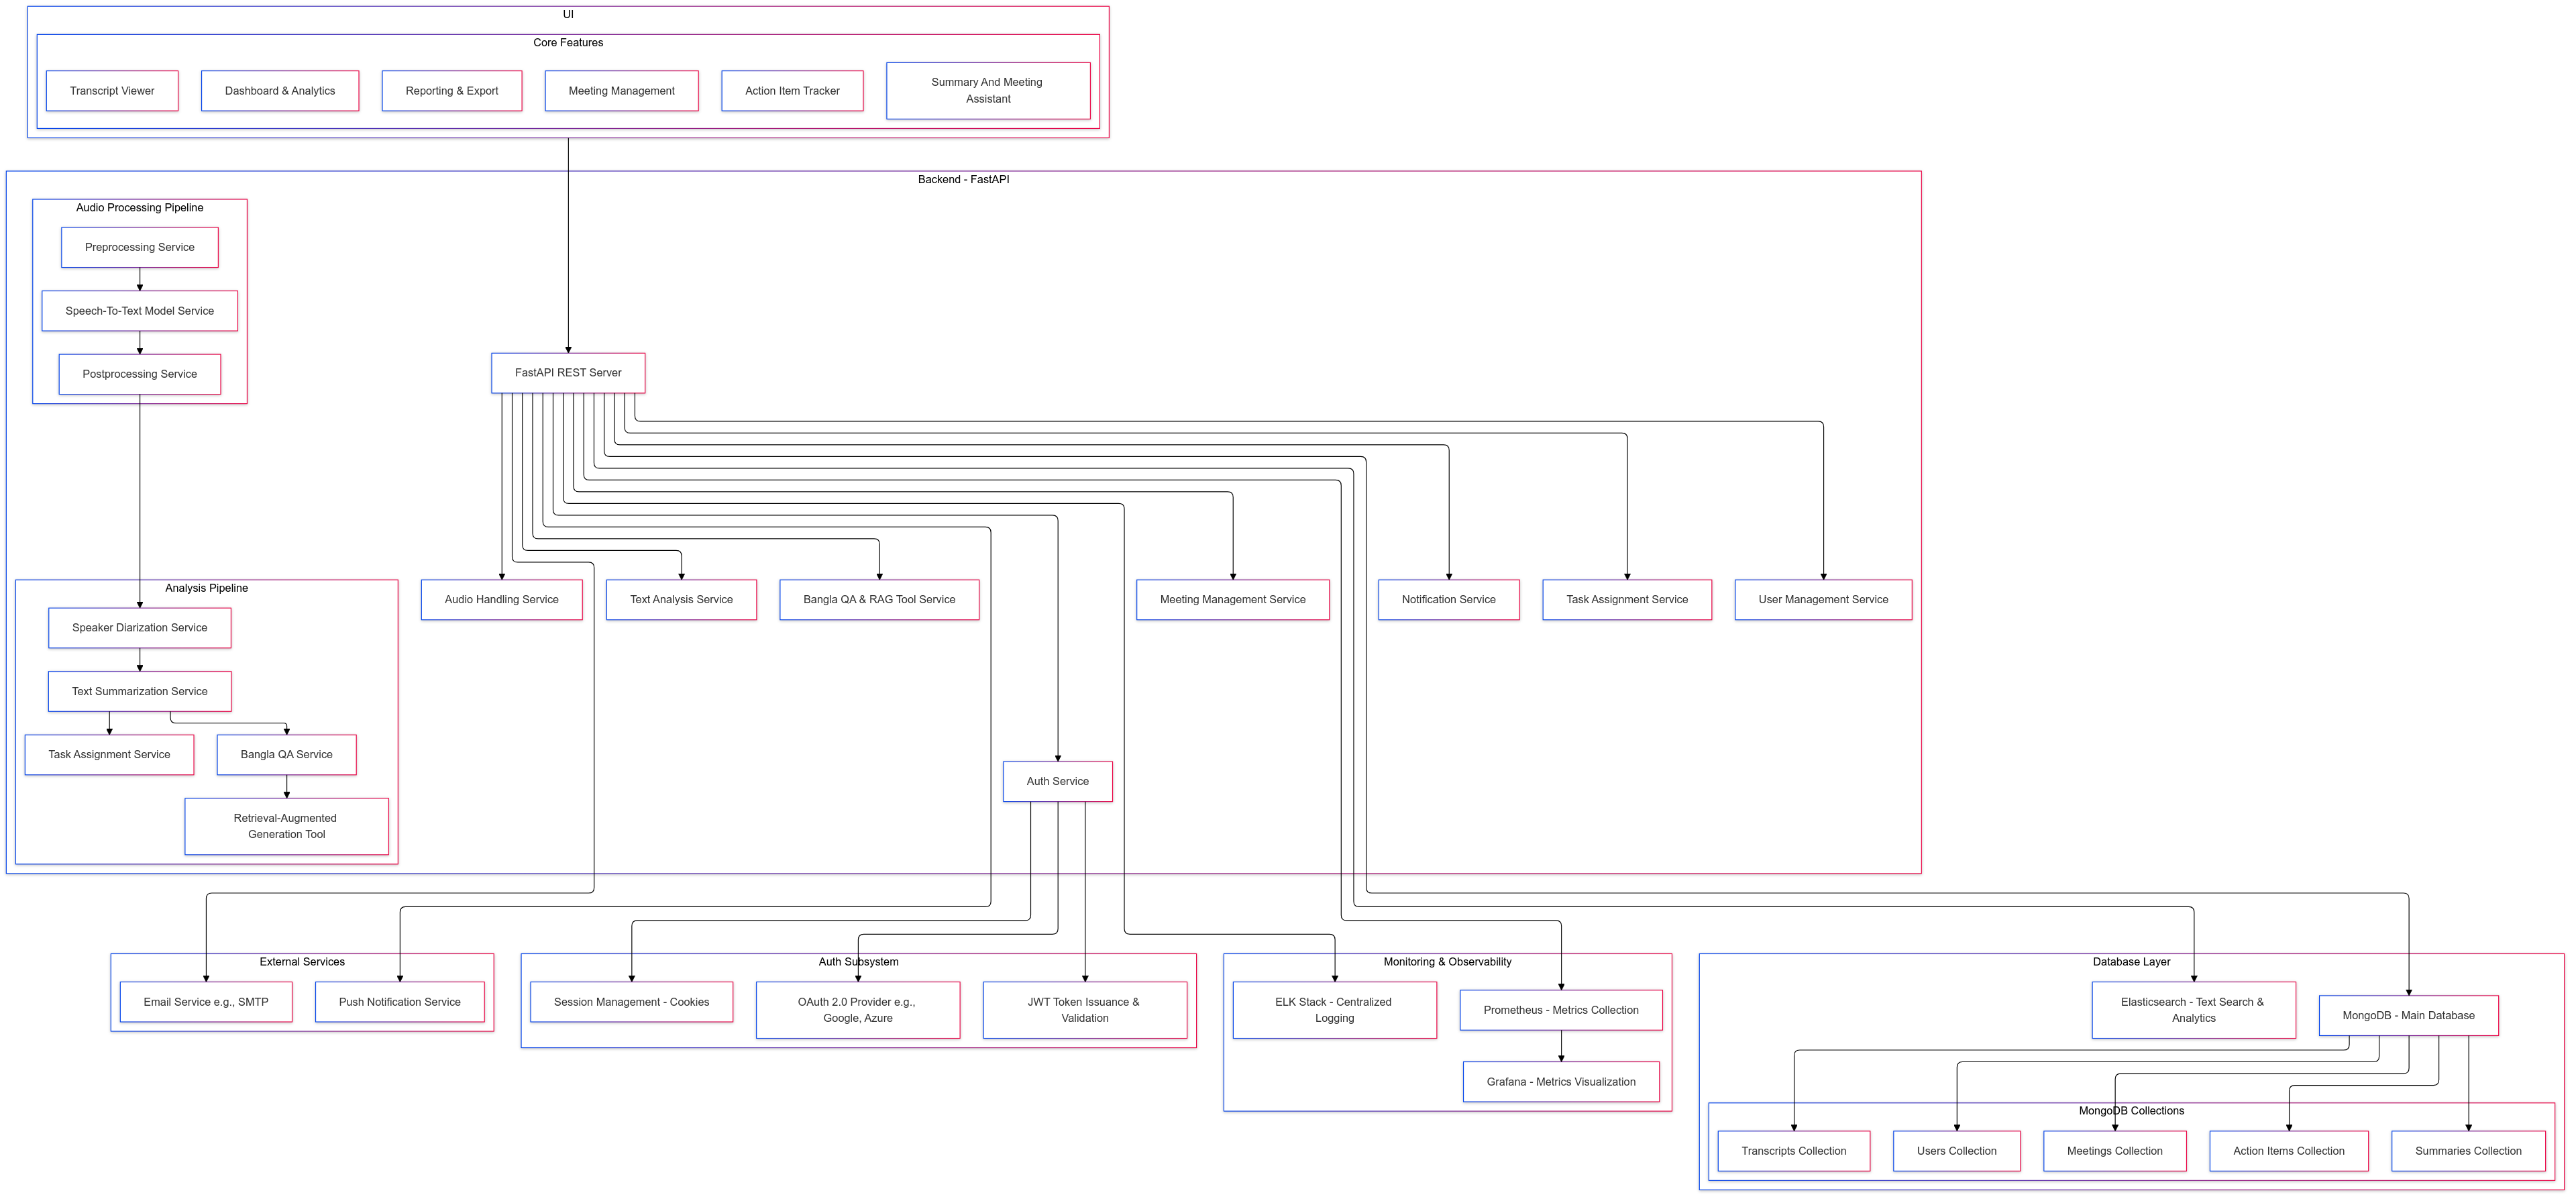 UI
Core Features
Transcript Viewer
Dashboard & Analytics
Reporting & Export
Meeting Management
Action Item Tracker
Summary And Meeting
Assistant
Backend - FastAPI
Audio Processing Pipeline
Preprocessing Service
Speech-To-Text Model Service
Postprocessing Service
FastAPI REST Server
Analysis Pipeline
Speaker Diarization Service
Text Summarization Service
Task Assignment Service
Bangla QA Service
Retrieval-Augmented
Generation Tool
Audio Handling Service
Text Analysis Service
Bangla QA & RAG Tool Service
Meeting Management Service
Notification Service
Task Assignment Service
User Management Service
Auth Service
External Services
Email Service e.g., SMTP
Push Notification Service
Auth Subsystem
Session Management - Cookies
OAuth 2.0 Provider e.g.,
Google, Azure
JWT Token Issuance &
Validation
Monitoring & Observability
ELK Stack - Centralized
Logging
Prometheus - Metrics Collection
Grafana - Metrics Visualization
Database Layer
Elasticsearch - Text Search &
Analytics
MongoDB - Main Database
MongoDB Collections
Transcripts Collection
Users Collection
Meetings Collection
Action Items Collection
Summaries Collection